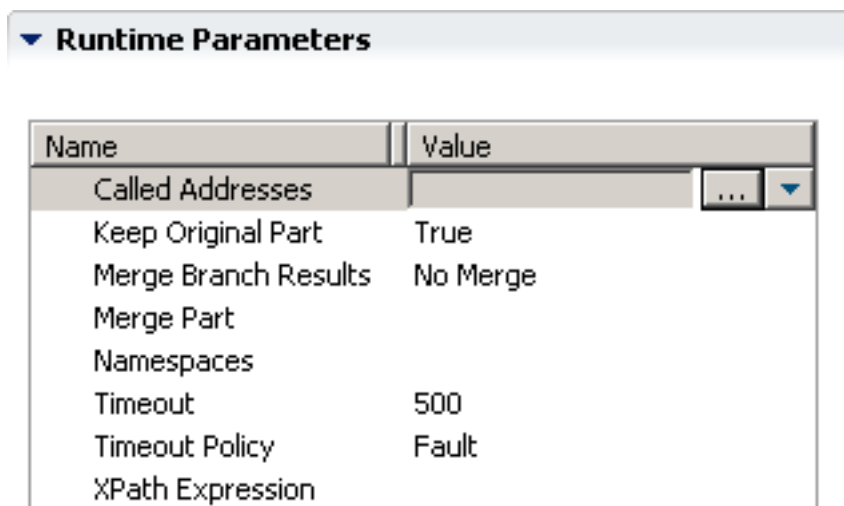 Runtime Parameters
Name Value
Called Addresses ...
Keep Original Part True
Merge Branch Results No Merge
Merge Part
Namespaces
Timeout 500
Timeout Policy Fault
XPath Expression